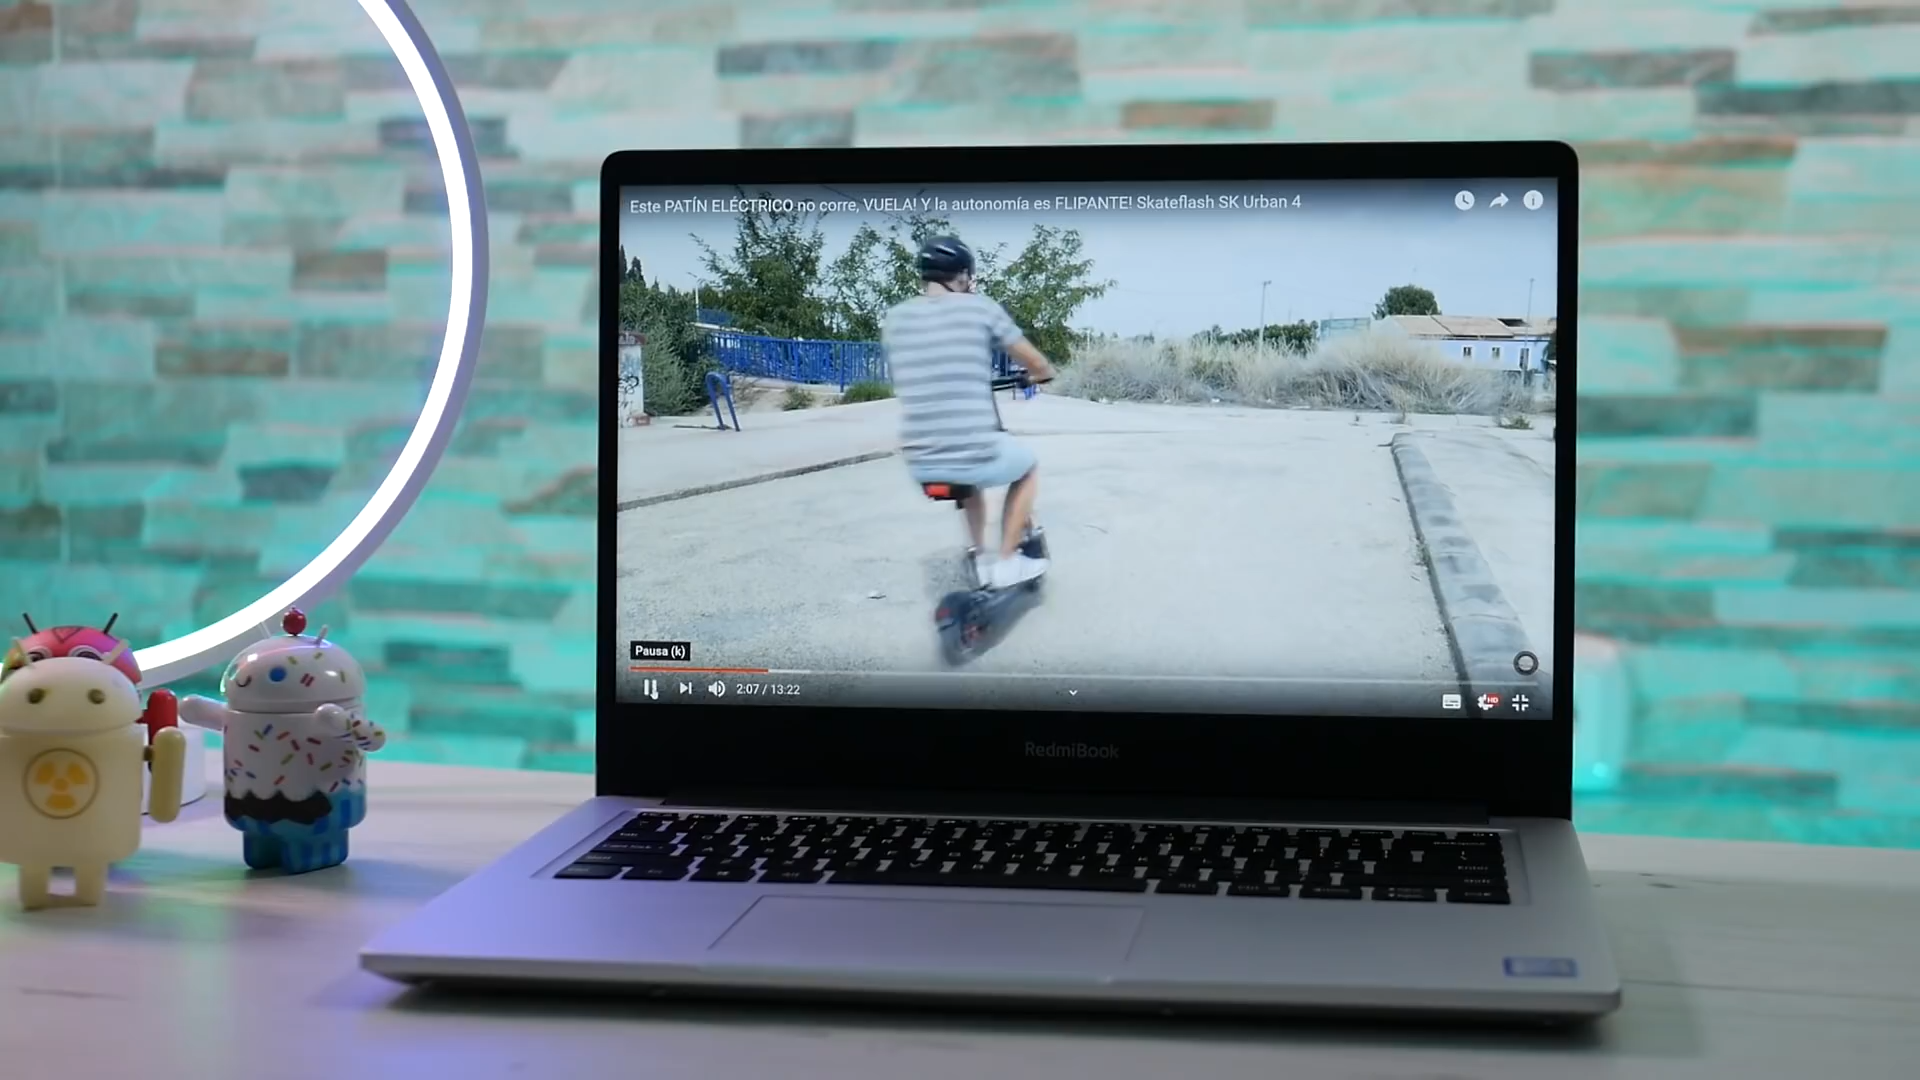 Este PATÍN ELÉCTRICO no corre, VUELA! Y la autonomía es FLIPANTE! Skateflash SK Urban 4
Pausa (k)
2:07 / 13:22
HD
RedmiBook